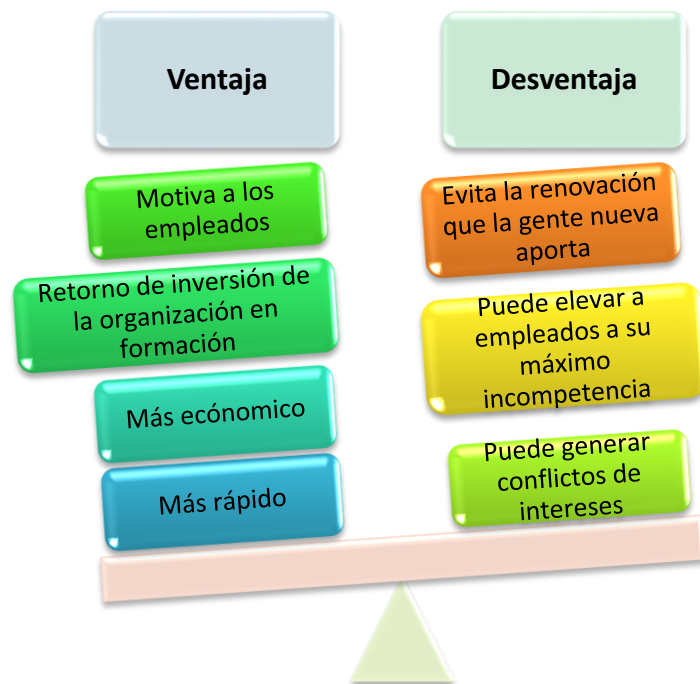 Ventaja
Motiva a los
empleados
Retorno de inversión de
la organización en
formación
Más ecónomico
Más rápido
Desventaja
Evita la renovación
que la gente nueva
aporta
Puede elevar a
empleados a su
máximo
incompetencia
Puede generar
conflictos de
intereses